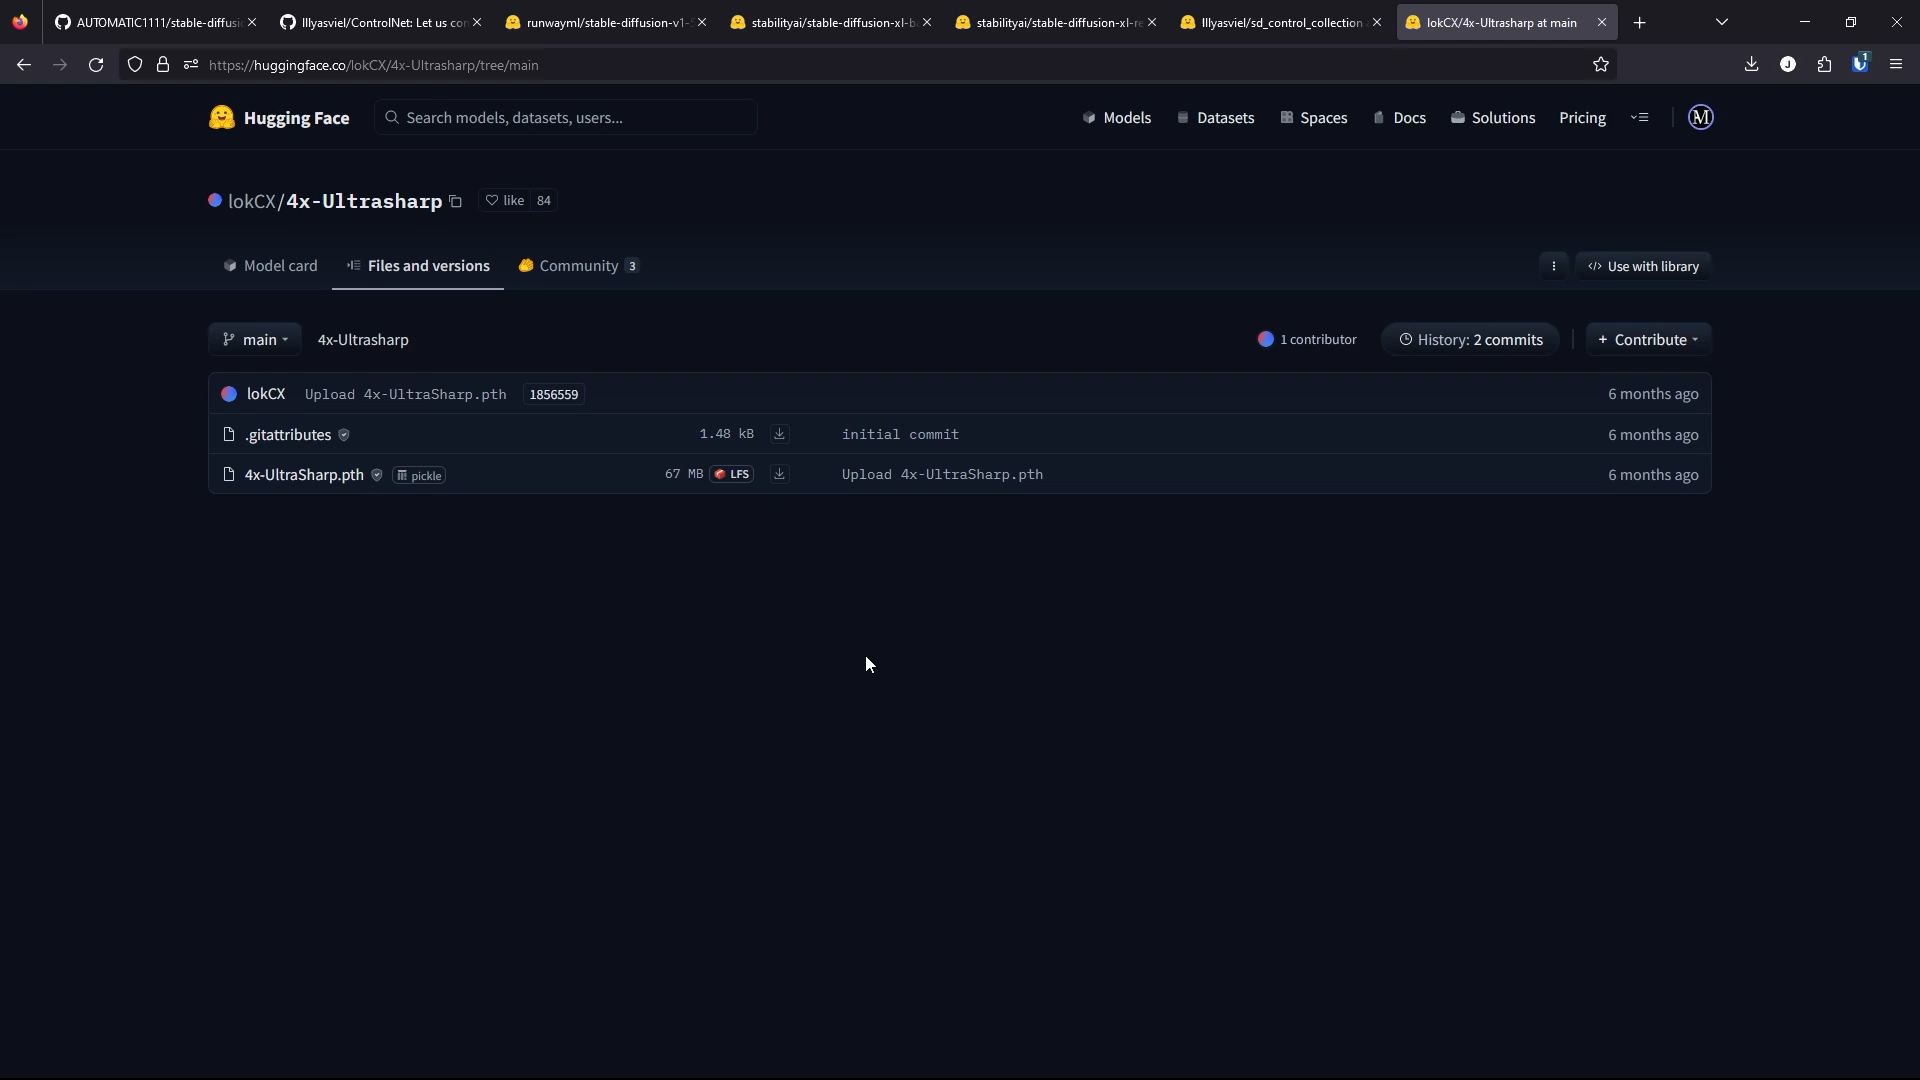 AUTOMATIC1111/stable-diffusi
lllyasviel/ControlNet: Let us con
runwayml/stable-diffusion-v1-5
stabilityai/stable-diffusion-xl-b
stabilityai/stable-diffusion-xl-re
lllyasviel/sd_control_collection
lokCX/4x-Ultrasharp at main
https://huggingface.co/lokCX/4x-Ultrasharp/tree/main
J
1
Hugging Face
Search models, datasets, users...
Models
Datasets
Spaces
Docs
Solutions
Pricing
M
lokCX/4x-Ultrasharp
like 84
Model card
Files and versions
Community 3
</> Use with library
main
4x-Ultrasharp
1 contributor
History: 2 commits
+ Contribute
lokCX Upload 4x-UltraSharp.pth 1856559 6 months ago
.gitattributes 1.48 kB initial commit 6 months ago
4x-UltraSharp.pth pickle 67 MB LFS Upload 4x-UltraSharp.pth 6 months ago